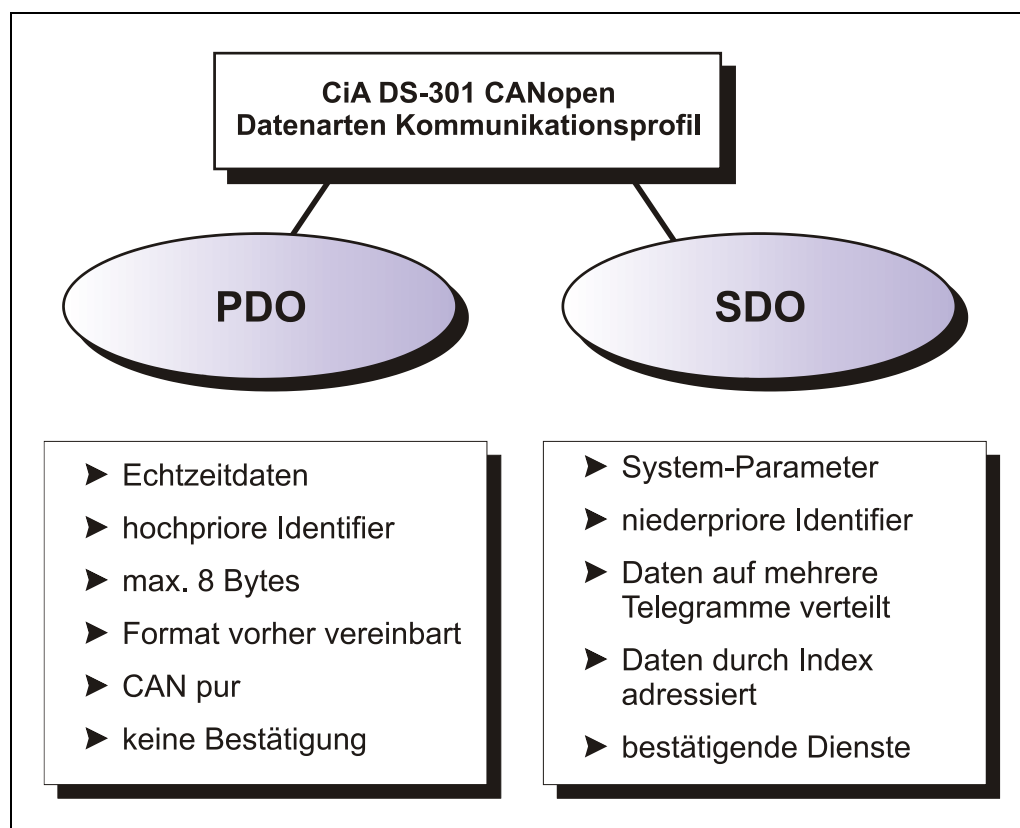 CiA DS-301 CANopen
Datenarten Kommunikationsprofil
PDO
SDO
➤ Echtzeitdaten
➤ hochpriore Identifier
➤ max. 8 Bytes
➤ Format vorher vereinbart
➤ CAN pur
➤ keine Bestätigung
➤ System-Parameter
➤ niederpriore Identifier
➤ Daten auf mehrere
Telegramme verteilt
➤ Daten durch Index
adressiert
➤ bestätigende Dienste